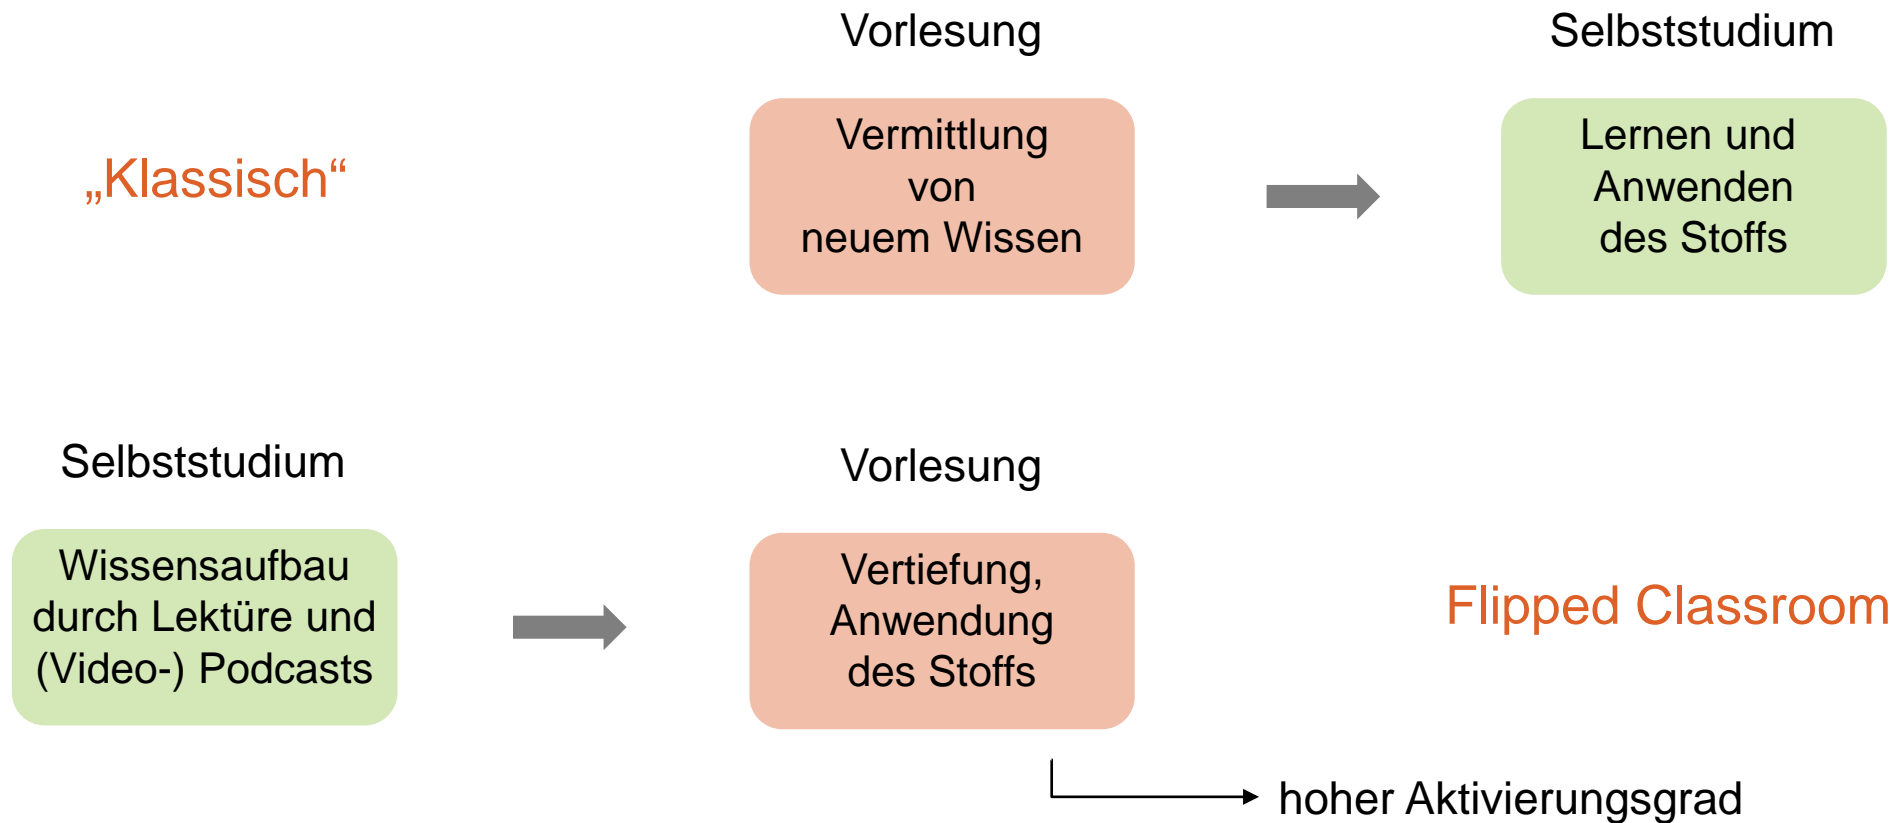 Vorlesung
Selbststudium
„Klassisch“
Vermittlung
von
neuem Wissen
Lernen und
Anwenden
des Stoffs
Selbststudium
Vorlesung
Wissensaufbau
durch Lektüre und
(Video-) Podcasts
Vertiefung,
Anwendung
des Stoffs
Flipped Classroom
hoher Aktivierungsgrad